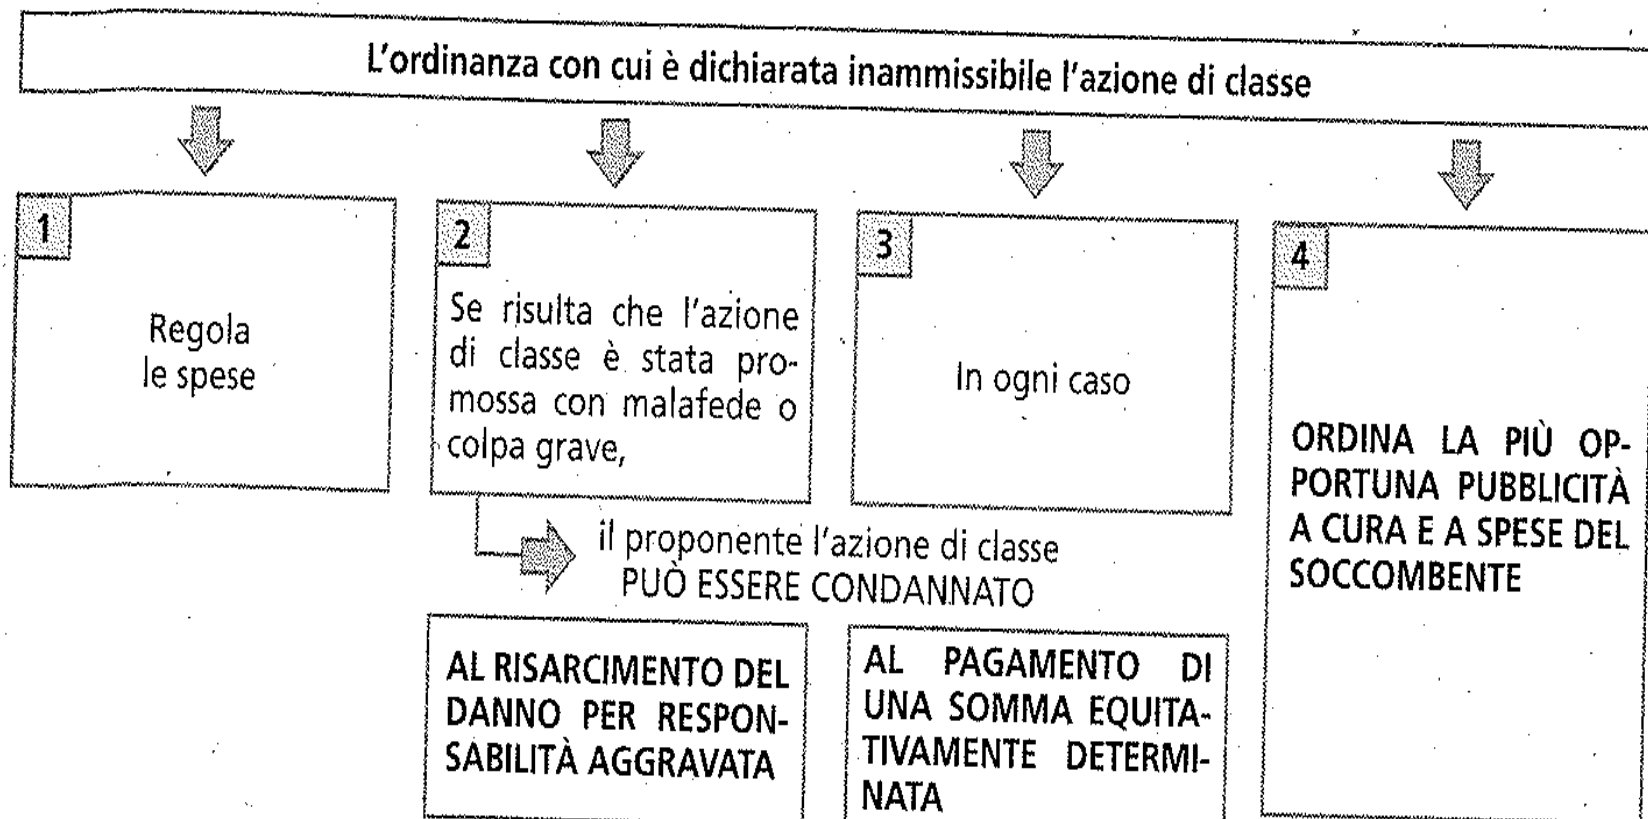 L'ordinanza con cui è dichiarata inammissibile l'azione di classe
1
Regola
le spese
2
Se risulta che l'azione
di classe è stata pro-
mossa con malafede o
colpa grave,
3
In ogni caso
4
ORDINA LA PIÙ OP-
PORTUNA PUBBLICITÀ
A CURA E A SPESE DEL
SOCCOMBENTE
il proponente l'azione di classe
PUÒ ESSERE CONDANNATO
AL RISARCIMENTO DEL
DANNO PER RESPON-
SABILITÀ AGGRAVATA
AL PAGAMENTO DI
UNA SOMMA EQUITA-
TIVAMENTE DETERMI-
NATA